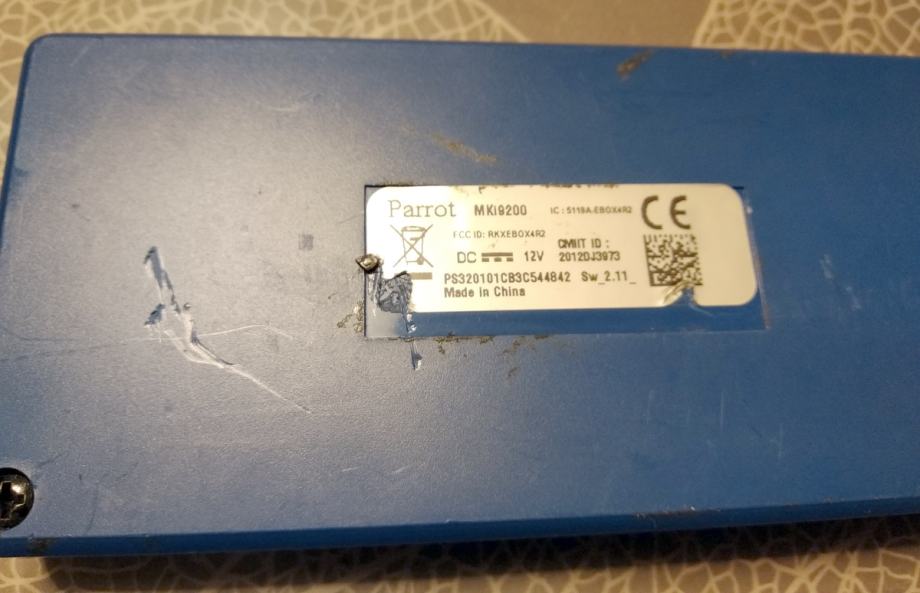 Parrot MKi9200 IC : 5119A-EBOX4R2 CE
FCC ID: RKXEBOX4R2
CMIIT ID :
DC 12V 2012DJ3973
PS320101CB3C544842 Sw_2.11_
Made in China